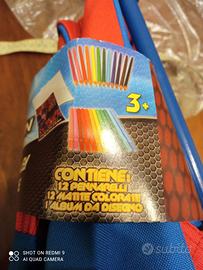 3+
CONTIENE:
12 PENNARELLI
12 MATITE COLORATE
1 ALBUM DA DISEGNO
SHOT ON REDMI 9
AI QUAD CAMERA
subito